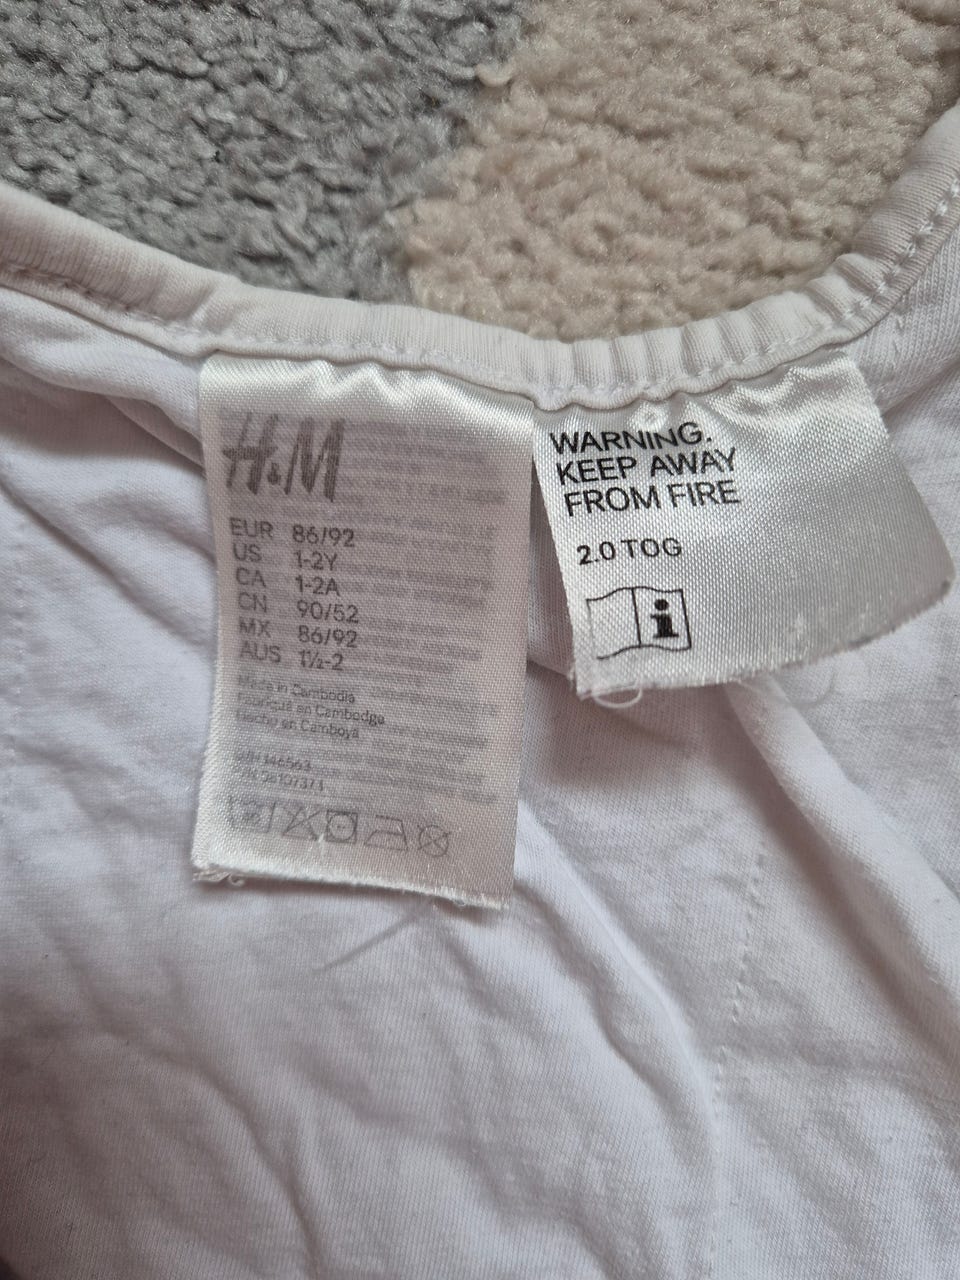 H&M
EUR 86/92
US 1-2Y
CA 1-2A
CN 90/52
MX 86/92
AUS 1½-2
Made in Cambodia
Fabriqué en Cambodge
Hecho en Camboya
WARNING.
KEEP AWAY
FROM FIRE
2.0 TOG
i